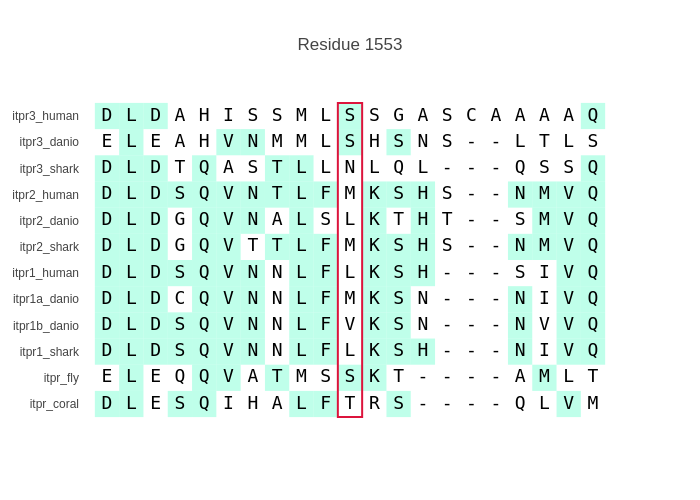 Residue 1553
itpr3_human D L D A H I S S M L S S G A S C A A A A Q
itpr3_danio E L E A H V N M M L S H S N S - - L T L S
itpr3_shark D L D T Q A S T L L N L Q L - - - Q S S Q
itpr2_human D L D S Q V N T L F M K S H S - - N M V Q
itpr2_danio D L D G Q V N A L S L K T H T - - S M V Q
itpr2_shark D L D G Q V T T L F M K S H S - - N M V Q
itpr1_human D L D S Q V N N L F L K S H - - - S I V Q
itpr1a_danio D L D C Q V N N L F M K S N - - - N I V Q
itpr1b_danio D L D S Q V N N L F V K S N - - - N V V Q
itpr1_shark D L D S Q V N N L F L K S H - - - N I V Q
itpr_fly E L E Q Q V A T M S S K T - - - - A M L T
itpr_coral D L E S Q I H A L F T R S - - - - Q L V M